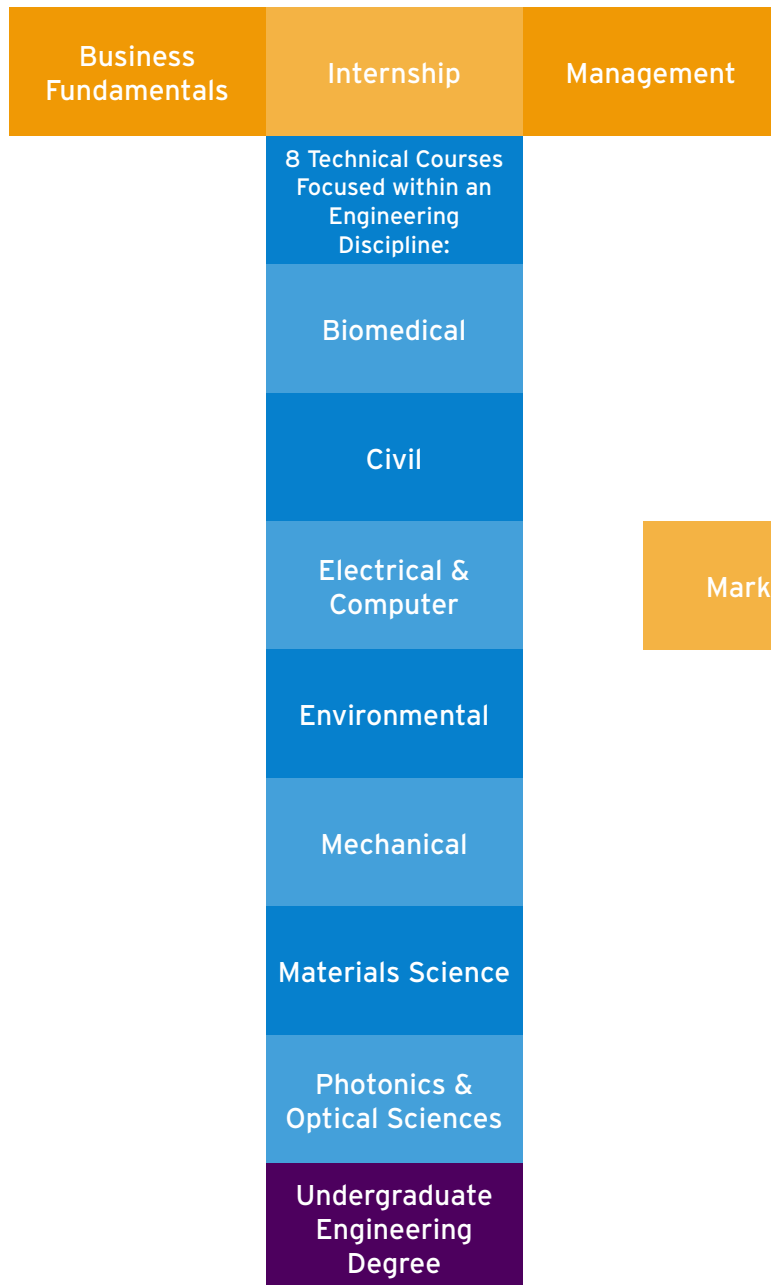 Business
Fundamentals
Internship
Management
8 Technical Courses
Focused within an
Engineering
Discipline:
Biomedical
Civil
Electrical &
Computer
Mark
Environmental
Mechanical
Materials Science
Photonics &
Optical Sciences
Undergraduate
Engineering
Degree